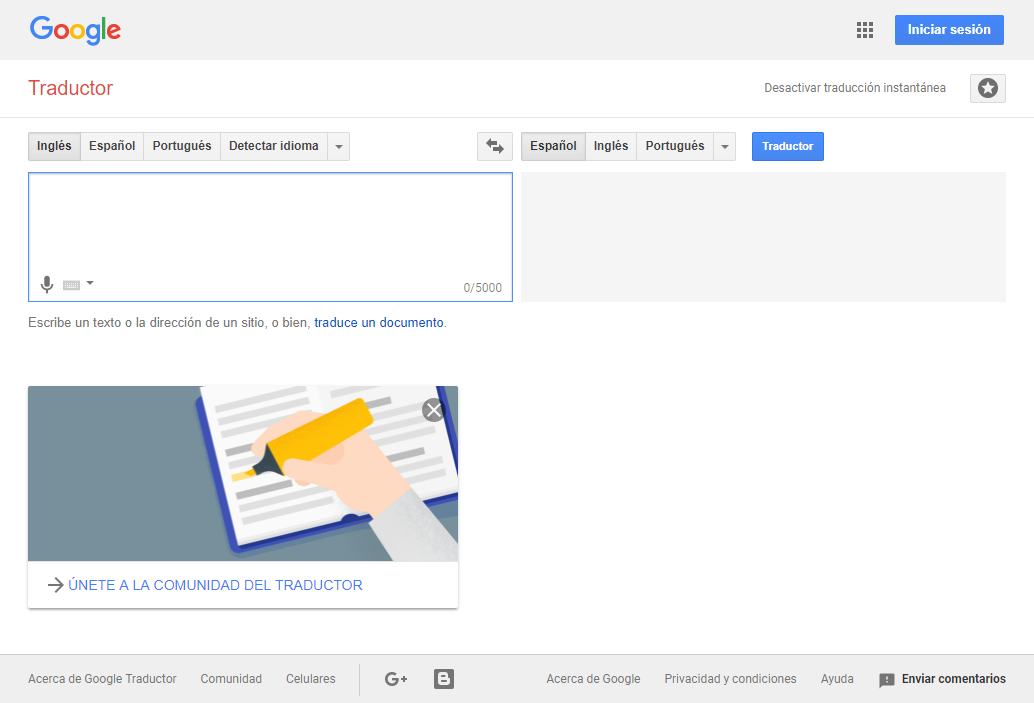 Google
Iniciar sesión
Traductor
Desactivar traducción instantánea
Inglés Español Portugués Detectar idioma
Español Inglés Portugués
Traductor
0/5000
Escribe un texto o la dirección de un sitio, o bien, traduce un documento.
ÚNETE A LA COMUNIDAD DEL TRADUCTOR
Acerca de Google Traductor Comunidad Celulares G+ B Acerca de Google Privacidad y condiciones Ayuda Enviar comentarios